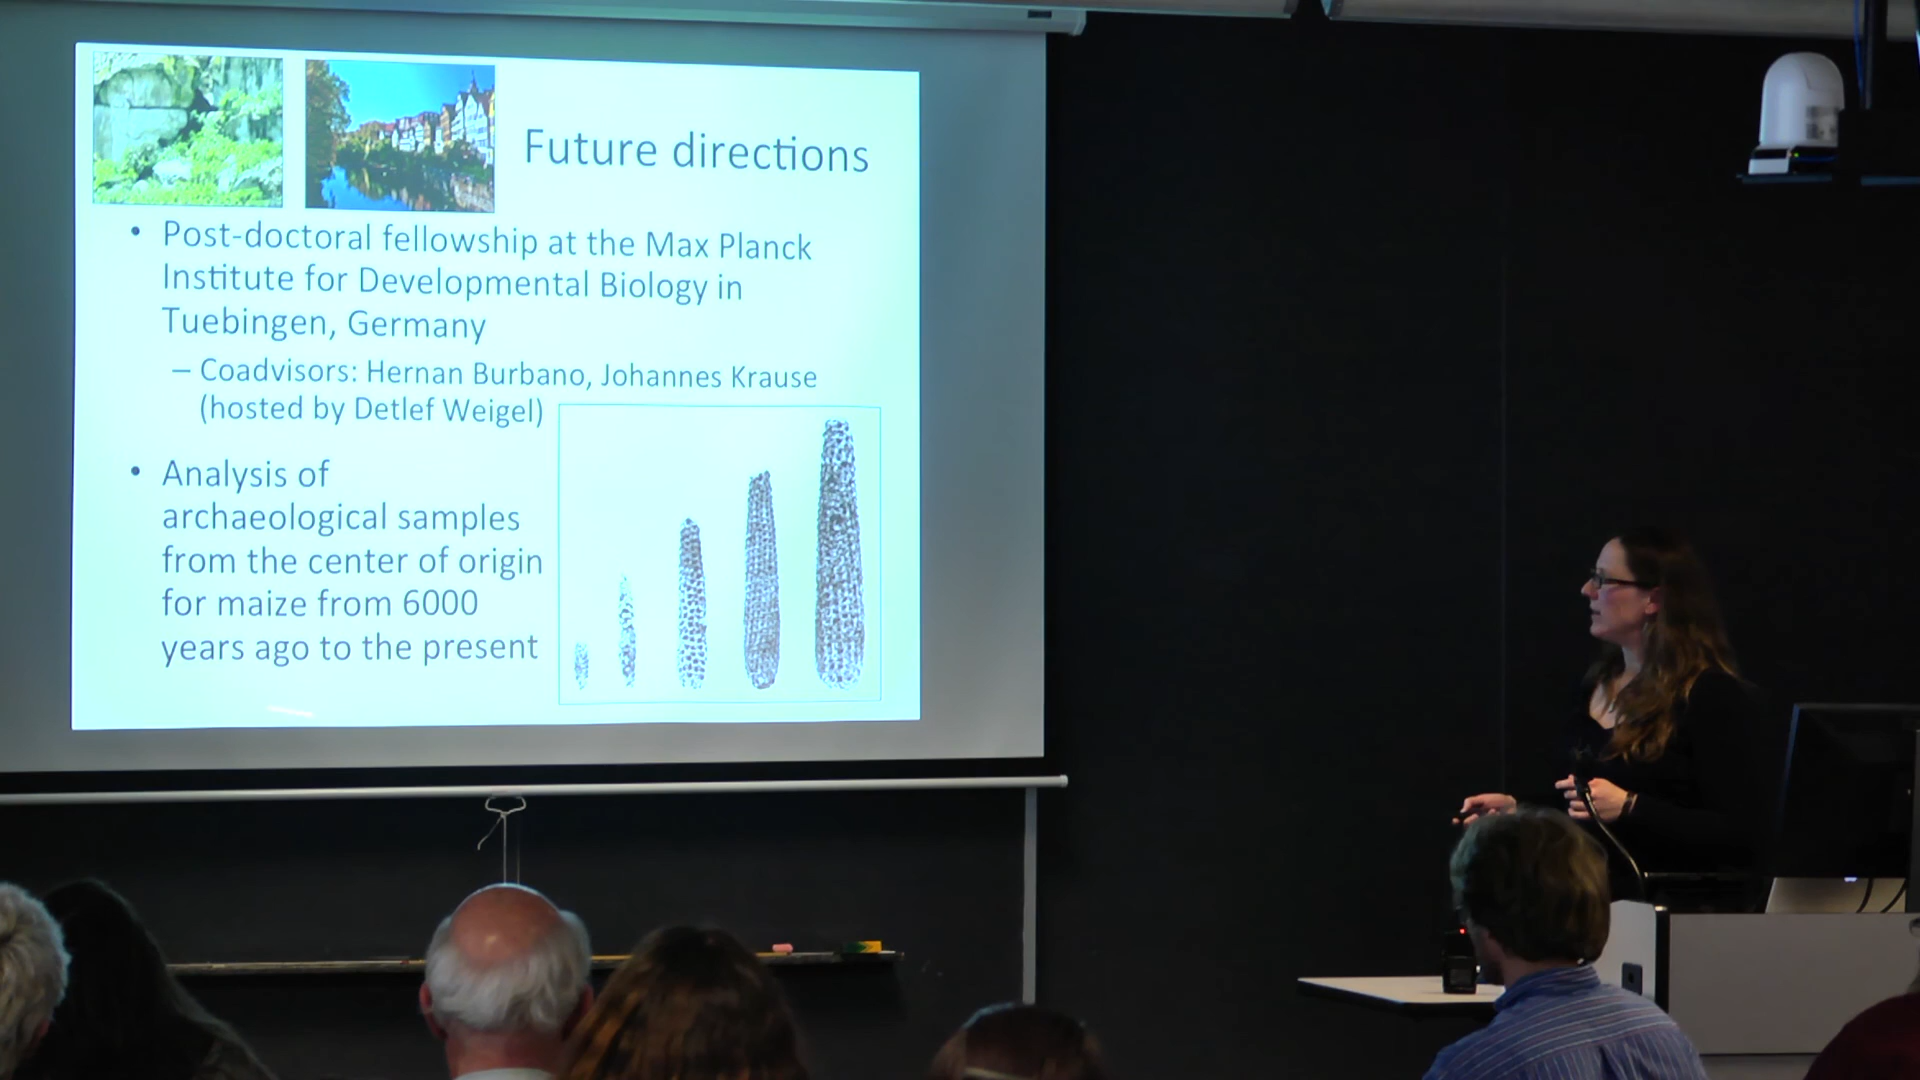 Future directions
• Post-doctoral fellowship at the Max Planck
Institute for Developmental Biology in
Tuebingen, Germany
– Coadvisors: Hernan Burbano, Johannes Krause
(hosted by Detlef Weigel)
• Analysis of
archaeological samples
from the center of origin
for maize from 6000
years ago to the present